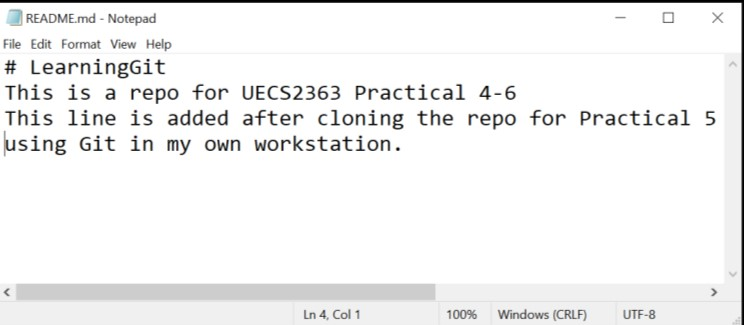 README.md - Notepad
File Edit Format View Help
# LearningGit
This is a repo for UECS2363 Practical 4-6
This line is added after cloning the repo for Practical 5
using Git in my own workstation.
Ln 4, Col 1 100% Windows (CRLF) UTF-8